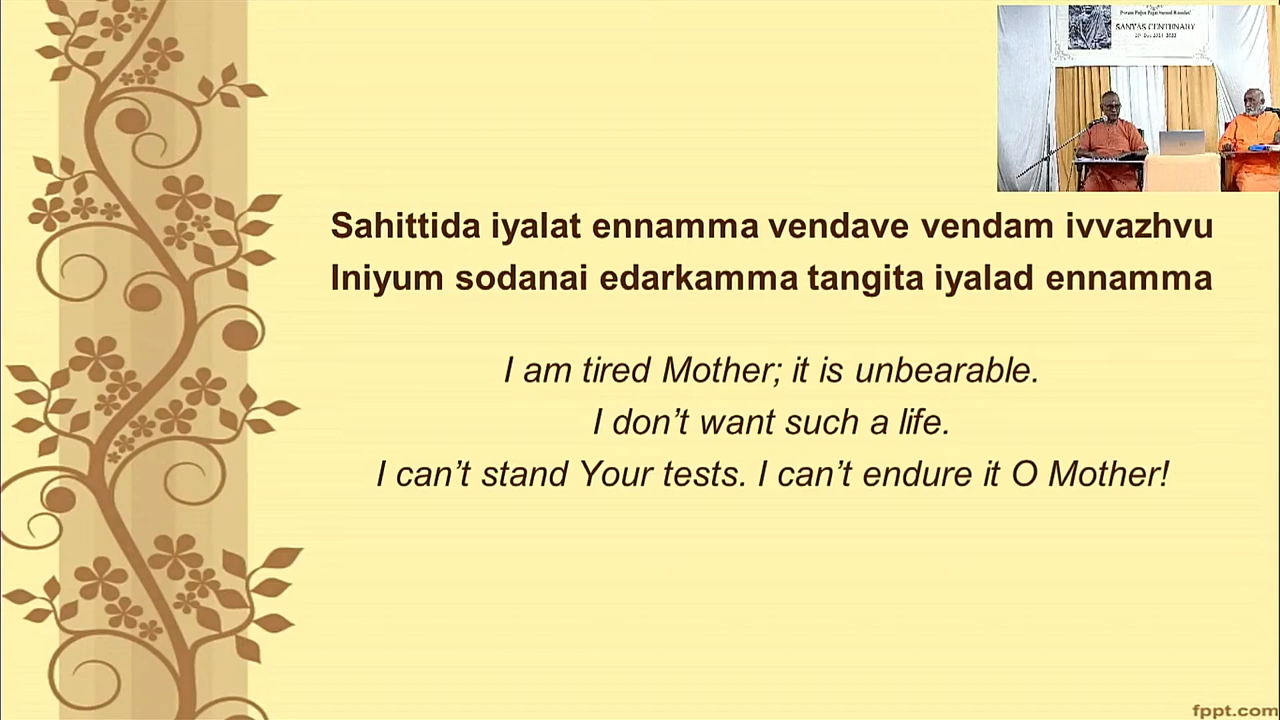 SANYAS CENTENARY
Sahittida iyalat ennamma vendave vendam ivvazhvu
Iniyum sodanai edarkamma tangita iyalad ennamma
I am tired Mother; it is unbearable.
I don’t want such a life.
I can’t stand Your tests. I can’t endure it O Mother!
fppt.com